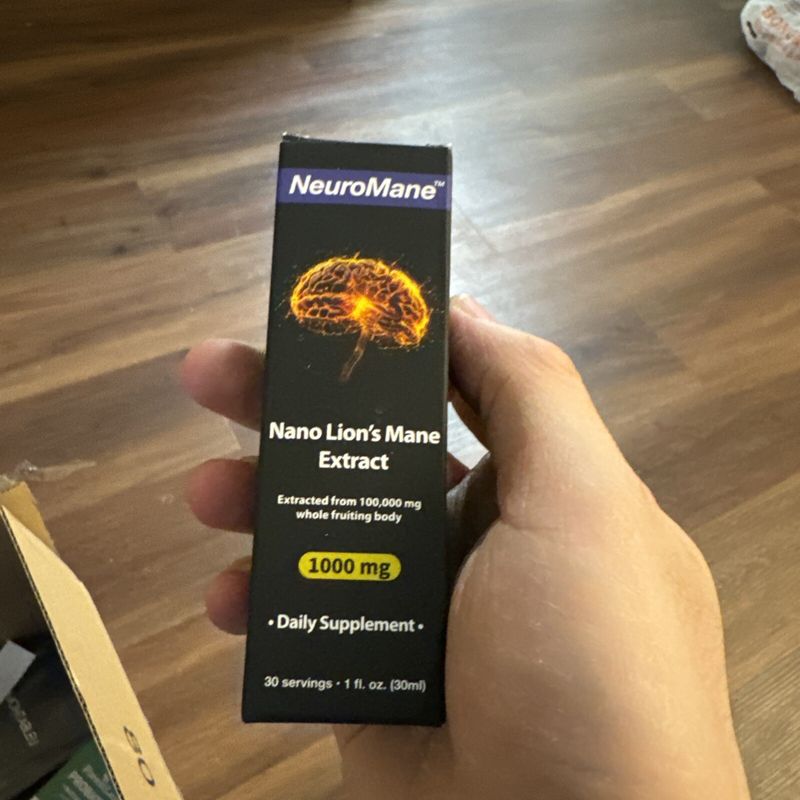 NeuroMane™
Nano Lion's Mane
Extract
Extracted from 100,000 mg
whole fruiting body
1000 mg
• Daily Supplement •
30 servings • 1 fl. oz. (30ml)
80